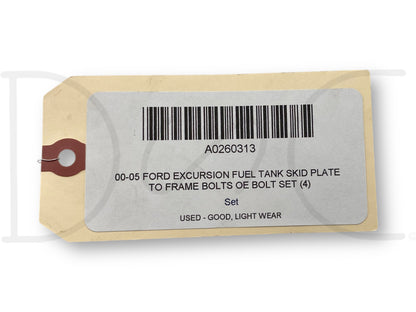 A0260313
00-05 FORD EXCURSION FUEL TANK SKID PLATE
TO FRAME BOLTS OE BOLT SET (4)
Set
USED - GOOD, LIGHT WEAR